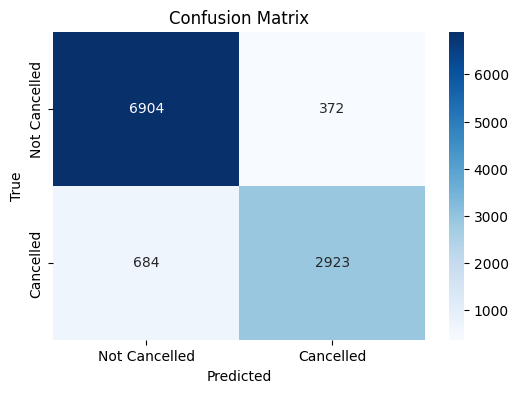 Confusion Matrix
True
Not Cancelled
Cancelled
6904
372
684
2923
Not Cancelled
Cancelled
Predicted
6000
5000
4000
3000
2000
1000